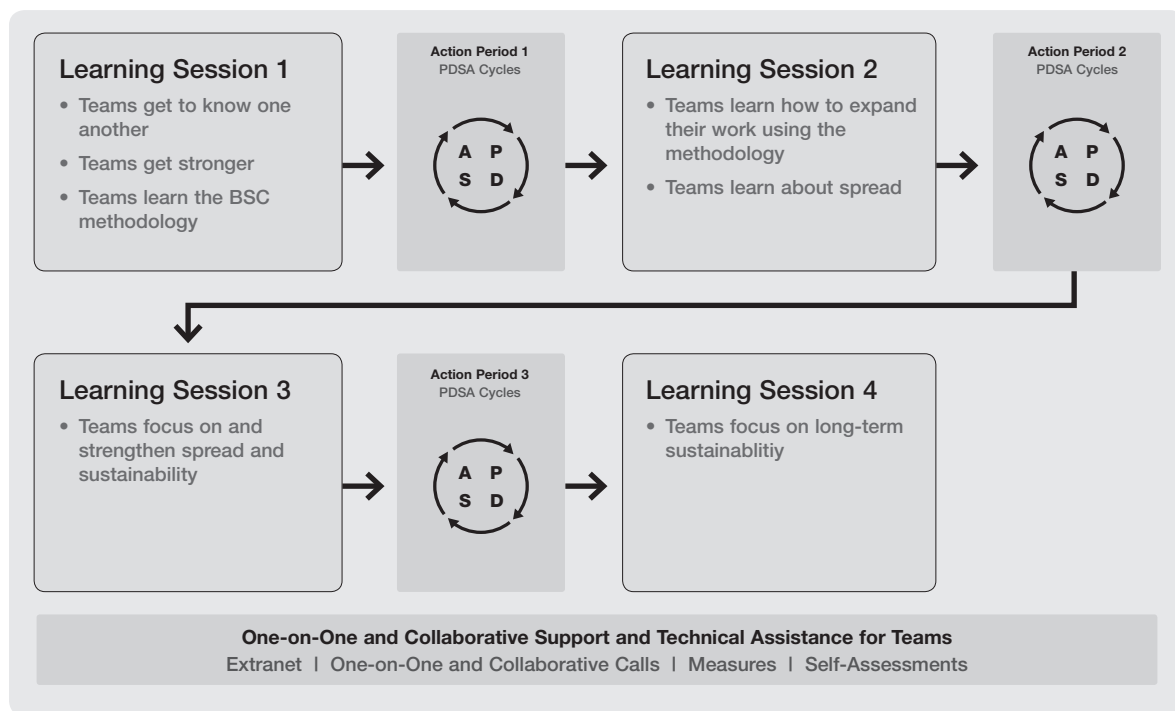 Learning Session 1
• Teams get to know one
another
• Teams get stronger
• Teams learn the BSC
methodology
Action Period 1
PDSA Cycles
A P
S D
Learning Session 2
• Teams learn how to expand
their work using the
methodology
• Teams learn about spread
Action Period 2
PDSA Cycles
A P
S D
Learning Session 3
• Teams focus on and
strengthen spread and
sustainability
Action Period 3
PDSA Cycles
A P
S D
Learning Session 4
• Teams focus on long-term
sustainablitiy
One-on-One and Collaborative Support and Technical Assistance for Teams
Extranet | One-on-One and Collaborative Calls | Measures | Self-Assessments